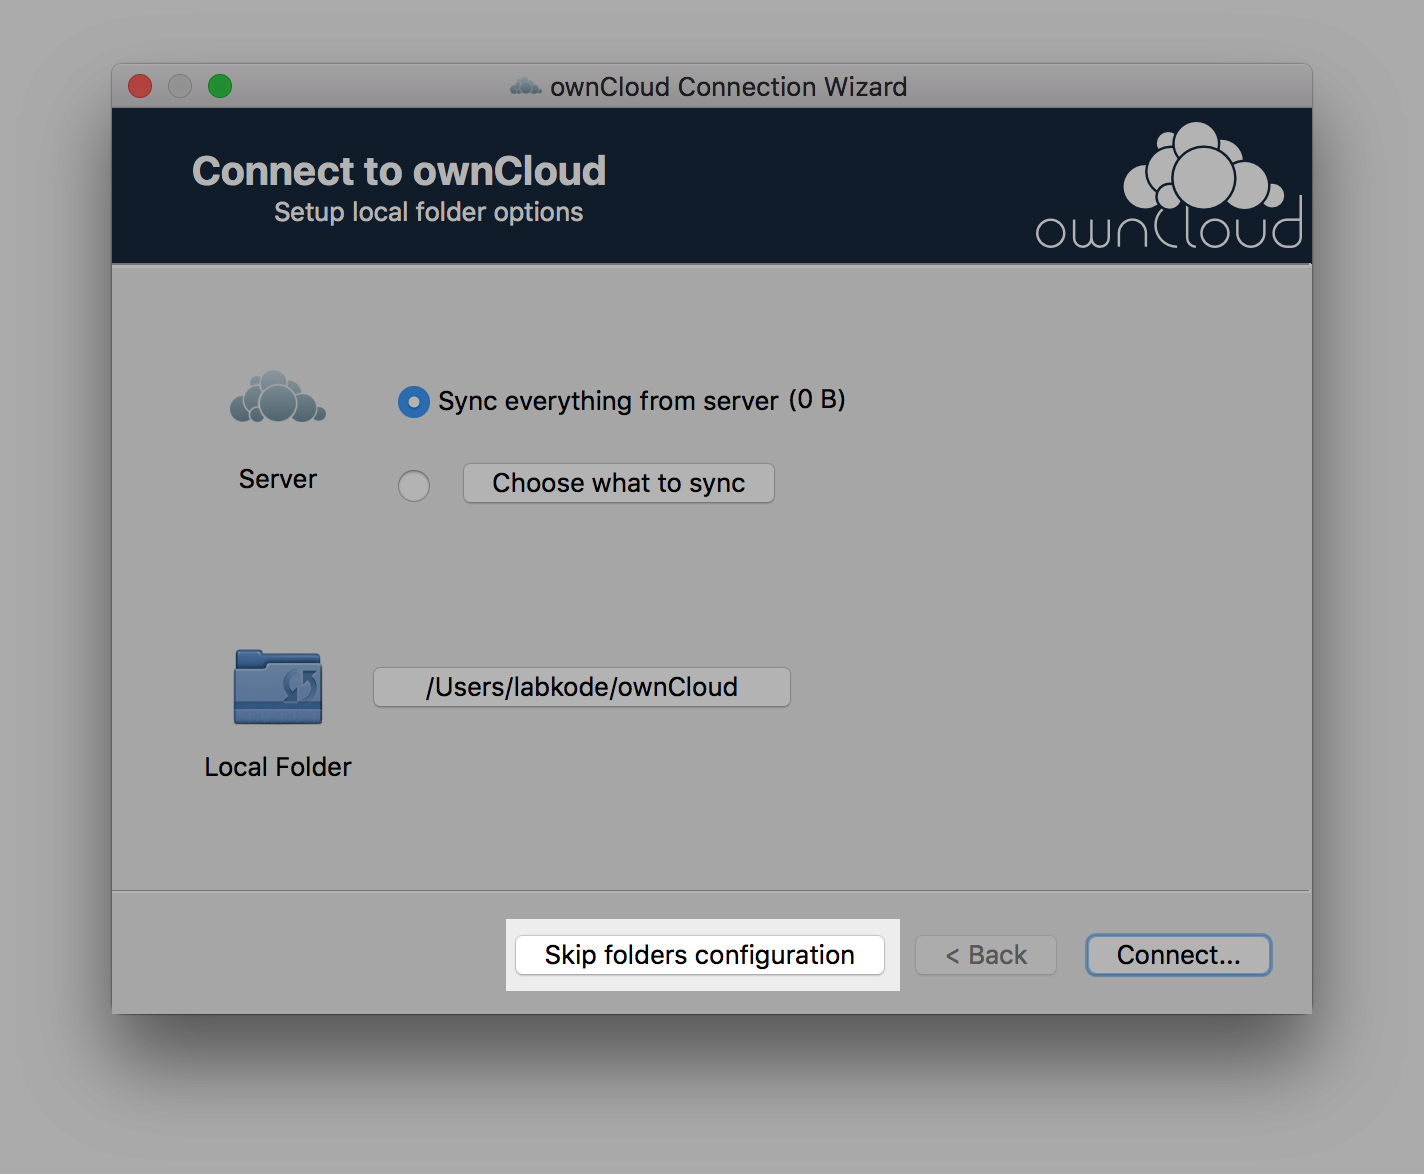 ownCloud Connection Wizard
Connect to ownCloud
Setup local folder options
ownCloud
Sync everything from server (0 B)
Server
Choose what to sync
/Users/labkode/ownCloud
Local Folder
Skip folders configuration
< Back
Connect...